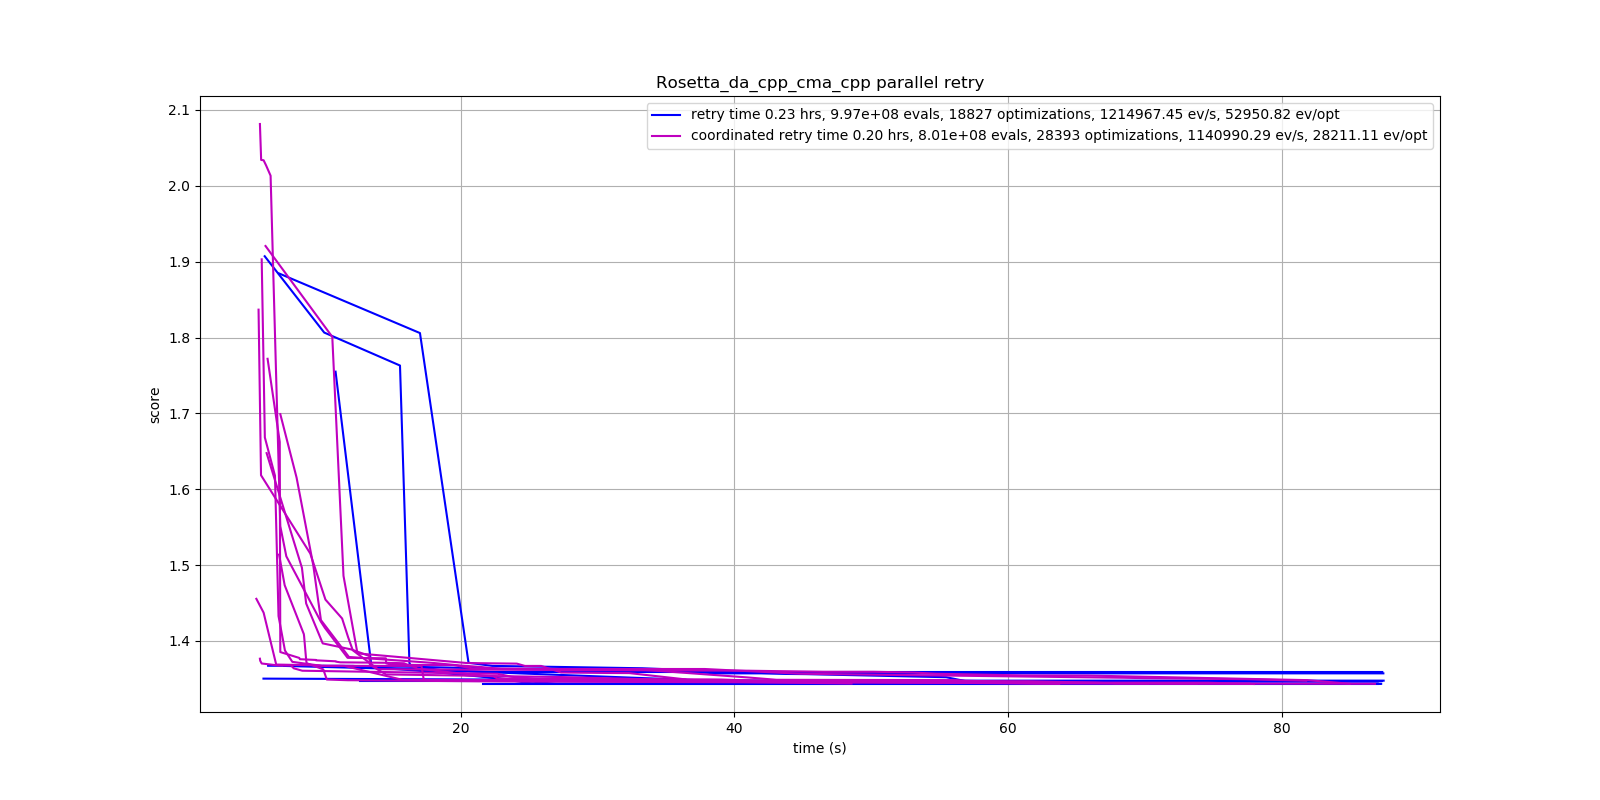 Rosetta_da_cpp_cma_cpp parallel retry
retry time 0.23 hrs, 9.97e+08 evals, 18827 optimizations, 1214967.45 ev/s, 52950.82 ev/opt
coordinated retry time 0.20 hrs, 8.01e+08 evals, 28393 optimizations, 1140990.29 ev/s, 28211.11 ev/opt
2.1
2.0
1.9
1.8
1.7
1.6
1.5
1.4
score
20 40 60 80
time (s)